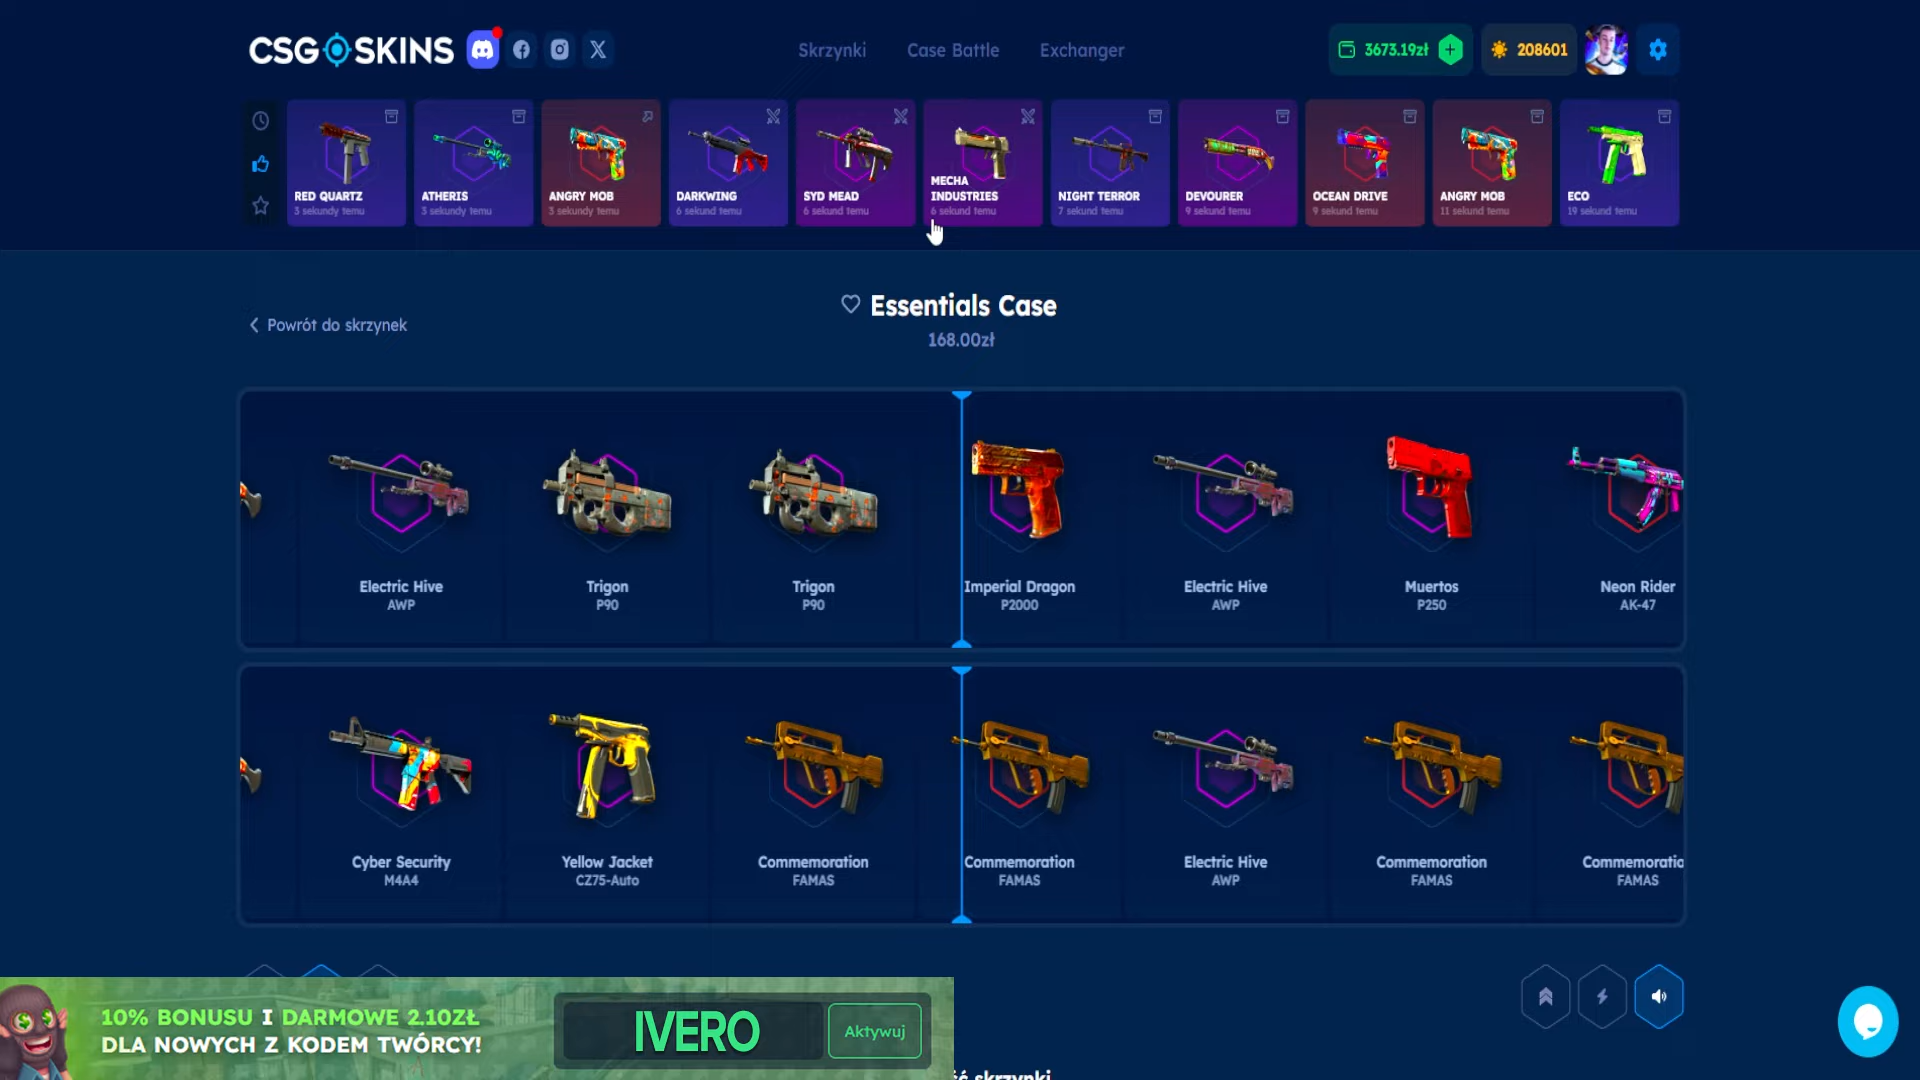 CSGOSKINS
Skrzynki
Case Battle
Exchanger
3673.19zł
208601
RED QUARTZ
3 sekundy temu
ATHERIS
3 sekundy temu
ANGRY MOB
3 sekundy temu
DARKWING
6 sekund temu
SYD MEAD
6 sekund temu
MECHA
INDUSTRIES
6 sekund temu
NIGHT TERROR
7 sekund temu
DEVOURER
9 sekund temu
OCEAN DRIVE
9 sekund temu
ANGRY MOB
11 sekund temu
ECO
19 sekund temu
Powrót do skrzynek
Essentials Case
168.00zł
Electric Hive
AWP
Trigon
P90
Trigon
P90
Imperial Dragon
P2000
Electric Hive
AWP
Muertos
P250
Neon Rider
AK-47
Cyber Security
M4A4
Yellow Jacket
CZ75-Auto
Commemoration
FAMAS
Commemoration
FAMAS
Electric Hive
AWP
Commemoration
FAMAS
Commemoratio
FAMAS
10% BONUSU I DARMOWE 2.10ZŁ
DLA NOWYCH Z KODEM TWÓRCY!
IVERO
Aktywuj
skrzynki